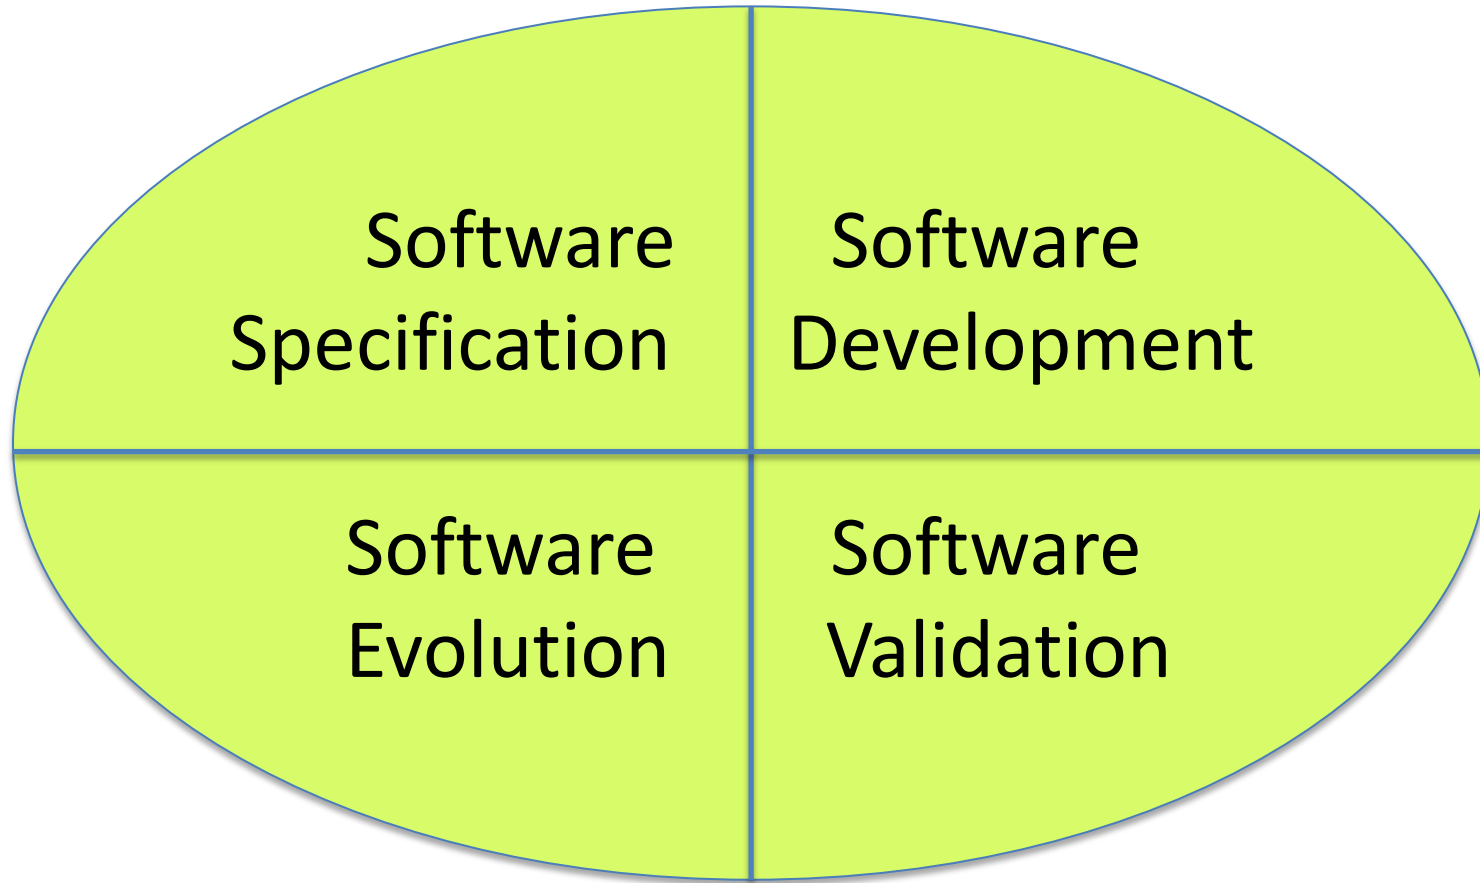 Software
Specification
Software
Development
Software
Evolution
Software
Validation